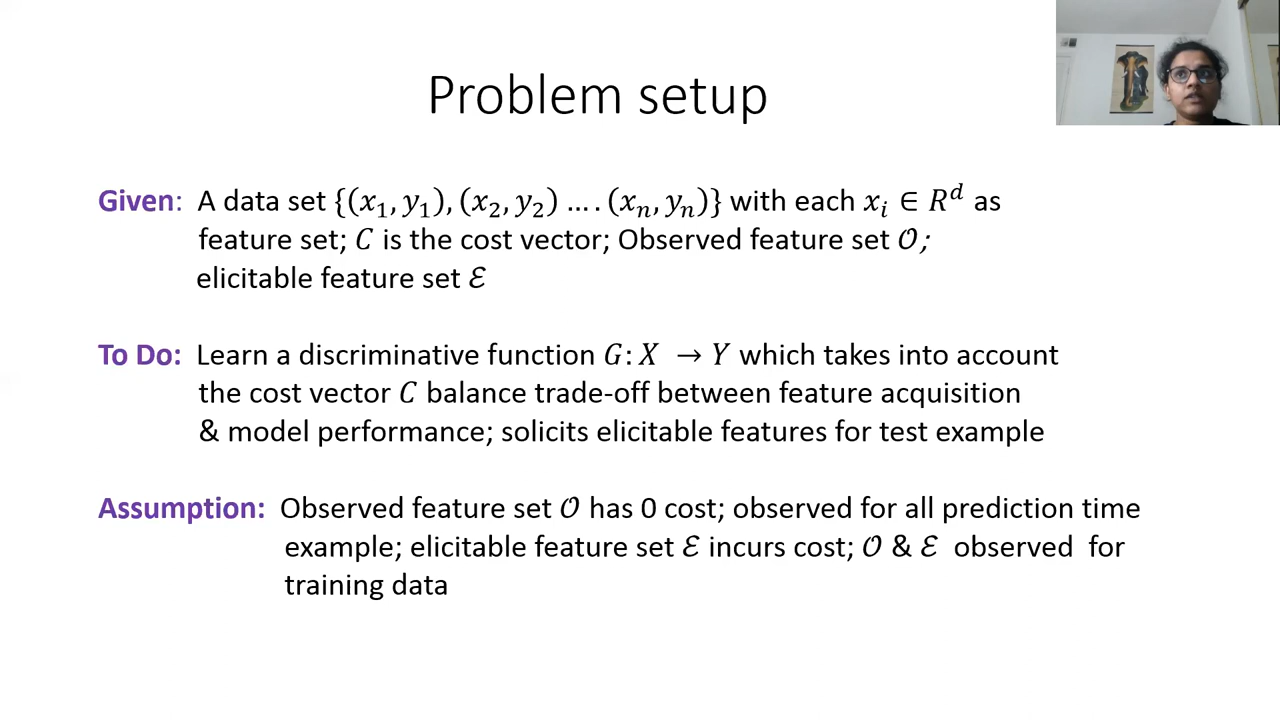 Problem setup
Given: A data set {(x₁, y₁), (x₂, y₂) …. (xₙ, yₙ)} with each xᵢ ∈ Rᵈ as
feature set; C is the cost vector; Observed feature set 𝒪;
elicitable feature set ℰ
To Do: Learn a discriminative function G: X → Y which takes into account
the cost vector C balance trade-off between feature acquisition
& model performance; solicits elicitable features for test example
Assumption: Observed feature set 𝒪 has 0 cost; observed for all prediction time
example; elicitable feature set ℰ incurs cost; 𝒪 & ℰ observed for
training data